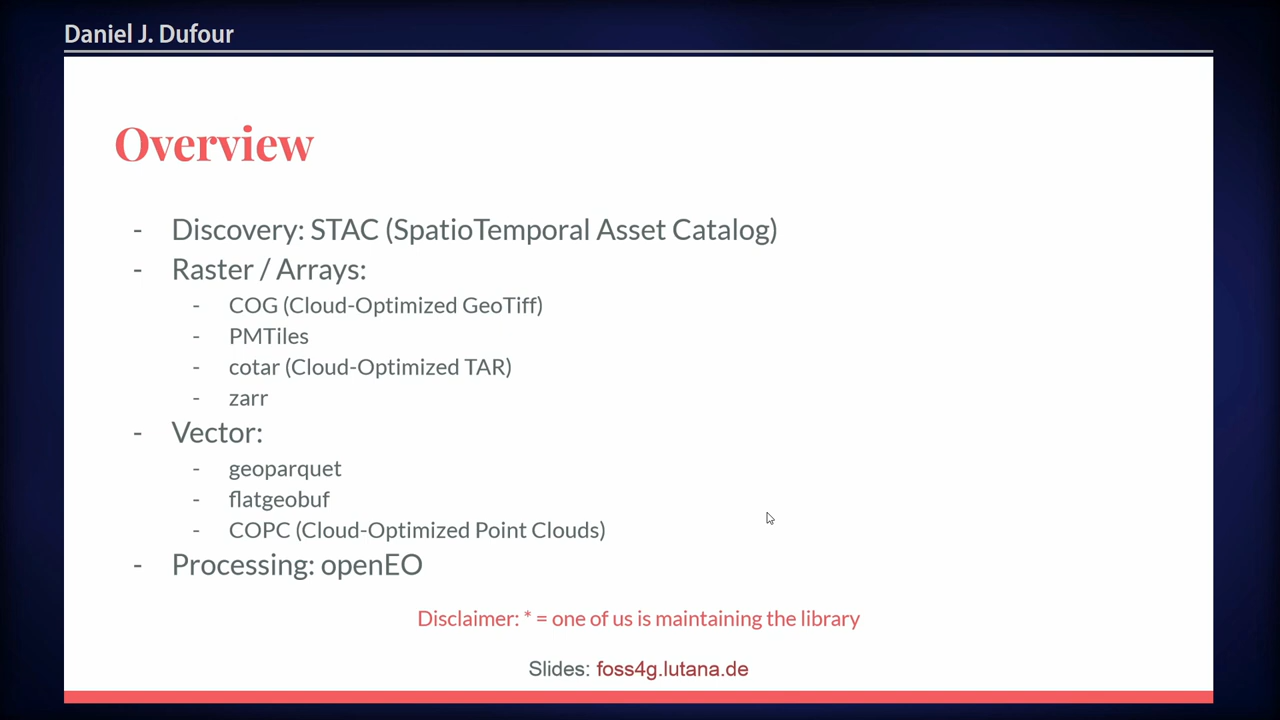 Daniel J. Dufour
Overview
- Discovery: STAC (SpatioTemporal Asset Catalog)
- Raster / Arrays:
- COG (Cloud-Optimized GeoTiff)
- PMTiles
- cotar (Cloud-Optimized TAR)
- zarr
- Vector:
- geoparquet
- flatgeobuf
- COPC (Cloud-Optimized Point Clouds)
- Processing: openEO
Disclaimer: * = one of us is maintaining the library
Slides: foss4g.lutana.de